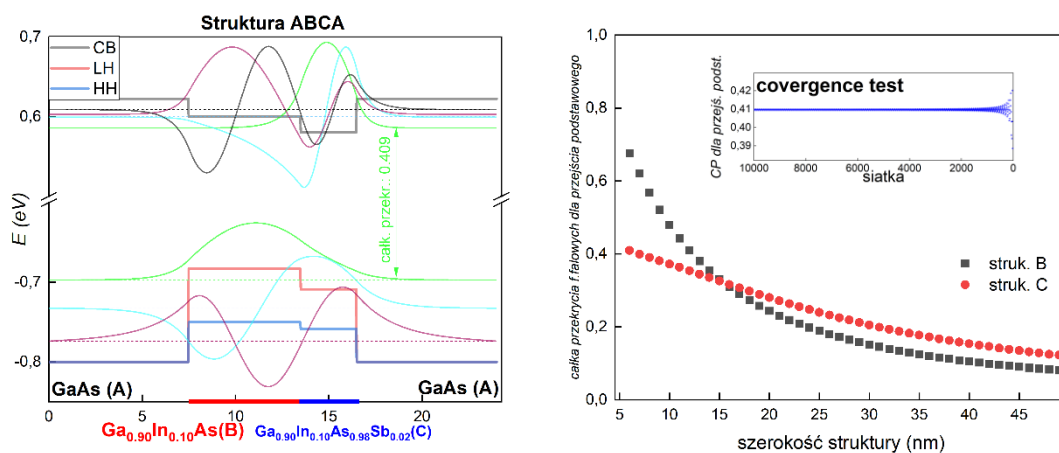 Struktura ABCA
0,7
0,6
-0,7
-0,8
E (eV)
CB
LH
HH
całk. przekr.: 0.409
GaAs (A)
GaAs (A)
0
5
10
15
20
Ga0.90In0.10As(B)
Ga0.90In0.10As0.98Sb0.02(C)
1,0
0,8
0,6
0,4
0,2
0,0
całka przekrycia f falowych dla przejścia podstawowego
covergence test
CP dla przejś. podst.
0,42
0,41
0,40
0,39
10000 8000 6000 4000 2000 0
siatka
struk. B
struk. C
5 10 15 20 25 30 35 40 45
szerokość struktury (nm)